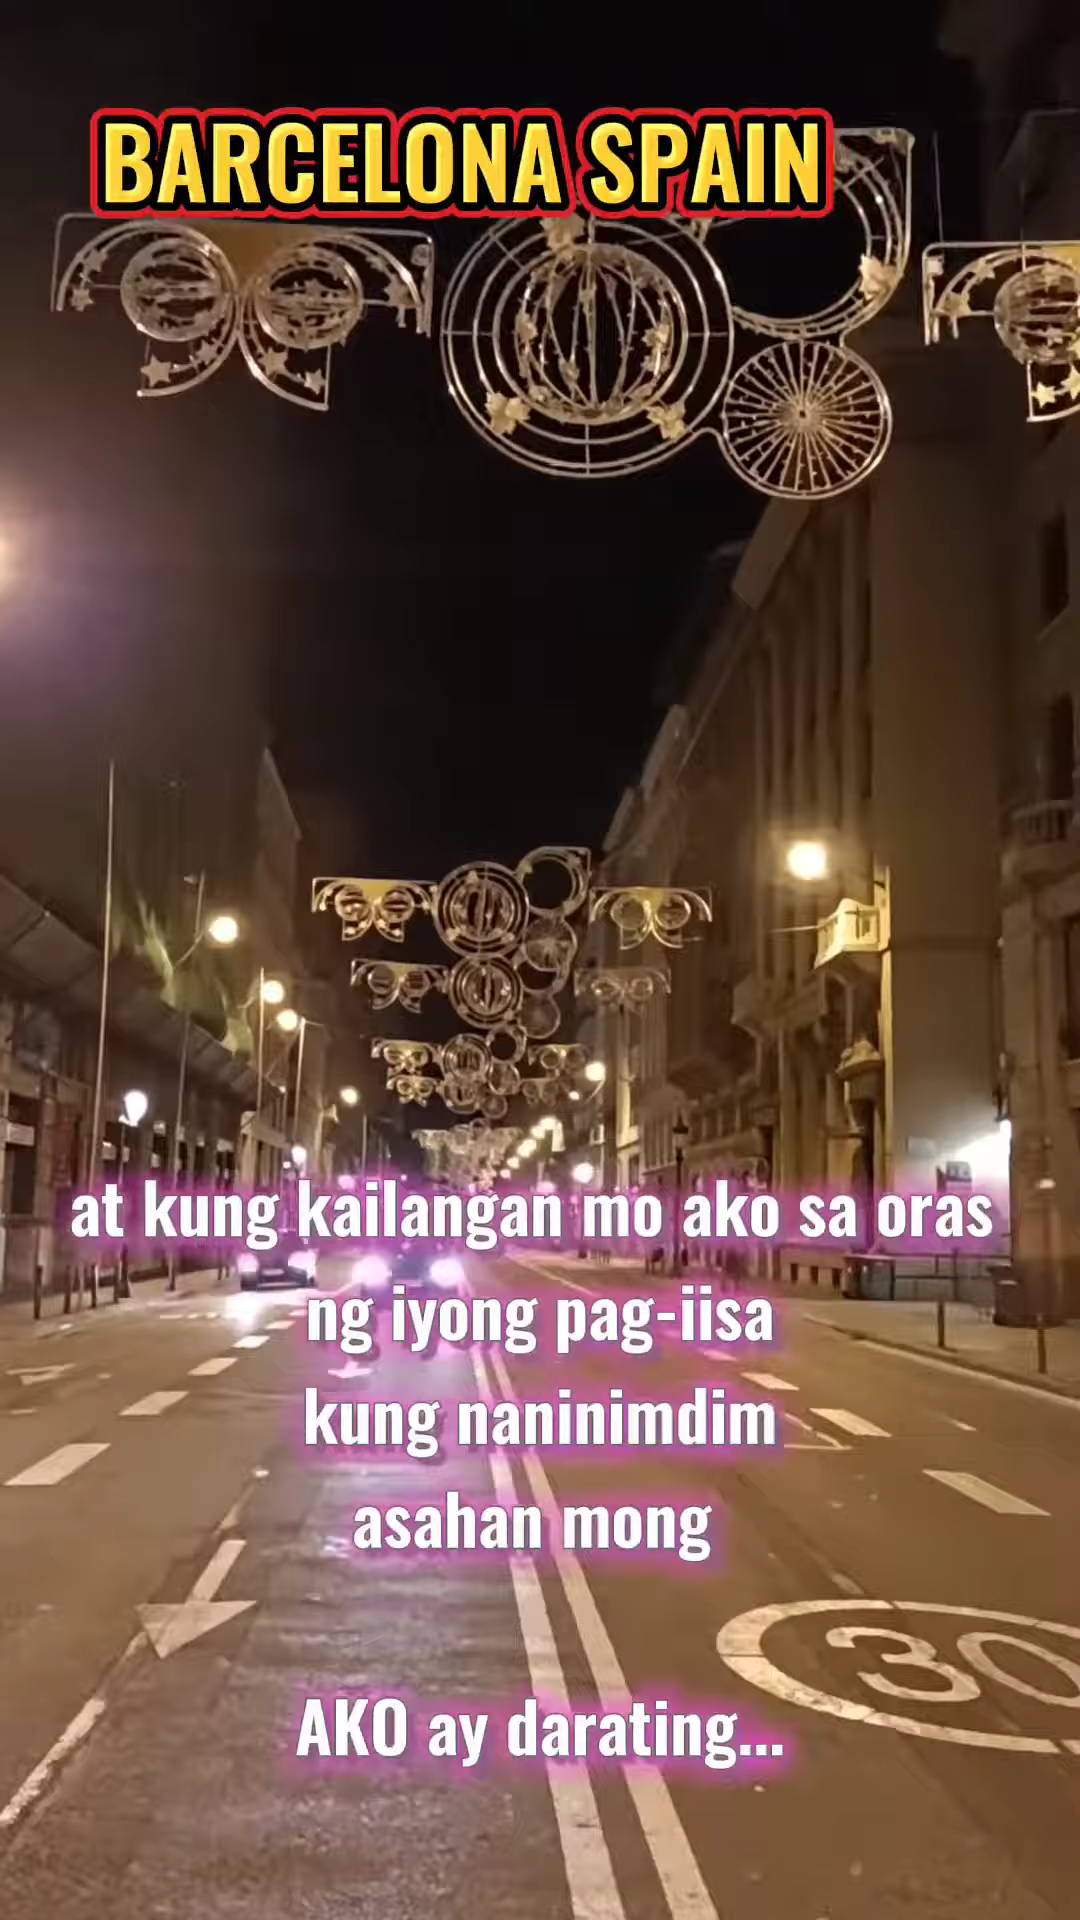 BARCELONA SPAIN
at kung kailangan mo ako sa oras
ng iyong pag-iisa
kung naninimdim
asahan mong
AKO ay darating...
30